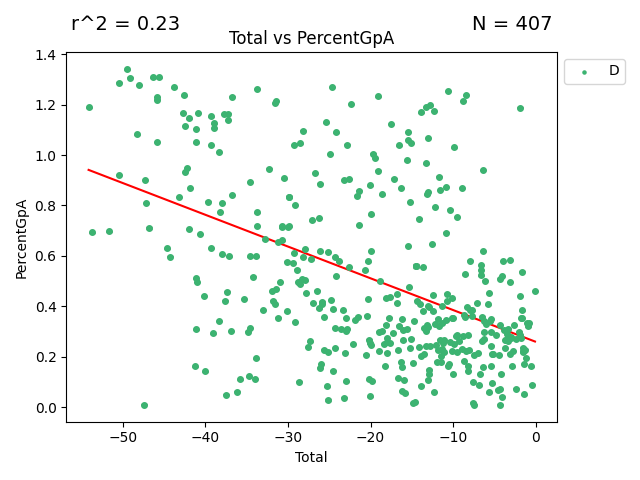 r^2 = 0.23 N = 407
Total vs PercentGpA
D
PercentGpA
1.4
1.2
1.0
0.8
0.6
0.4
0.2
0.0
−50 −40 −30 −20 −10 0
Total